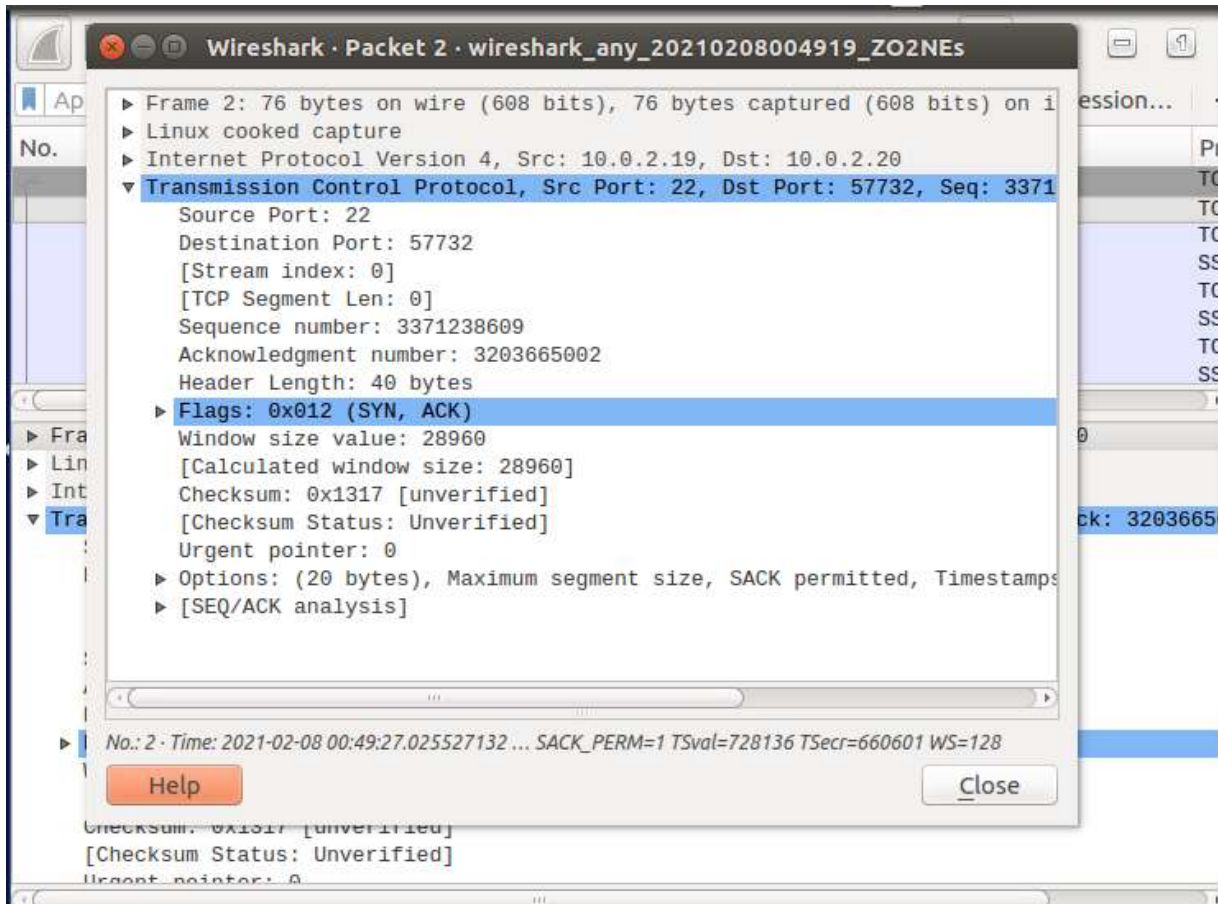 Wireshark · Packet 2 · wireshark_any_20210208004919_ZO2NEs
Ap
ession...
No.
Frame 2: 76 bytes on wire (608 bits), 76 bytes captured (608 bits) on i
Linux cooked capture
Internet Protocol Version 4, Src: 10.0.2.19, Dst: 10.0.2.20
Transmission Control Protocol, Src Port: 22, Dst Port: 57732, Seq: 3371
Source Port: 22
Destination Port: 57732
[Stream index: 0]
[TCP Segment Len: 0]
Sequence number: 3371238609
Acknowledgment number: 3203665002
Header Length: 40 bytes
Flags: 0x012 (SYN, ACK)
Window size value: 28960
[Calculated window size: 28960]
Checksum: 0x1317 [unverified]
[Checksum Status: Unverified]
Urgent pointer: 0
Options: (20 bytes), Maximum segment size, SACK permitted, Timestamps
[SEQ/ACK analysis]
No.: 2 · Time: 2021-02-08 00:49:27.025527132 ... SACK_PERM=1 TSval=728136 TSecr=660601 WS=128
Help
Close
Fra
Lin
Int
Tra
ck: 3203665
Checksum: 0x1317 [unverified]
[Checksum Status: Unverified]
Urgent pointer: 0